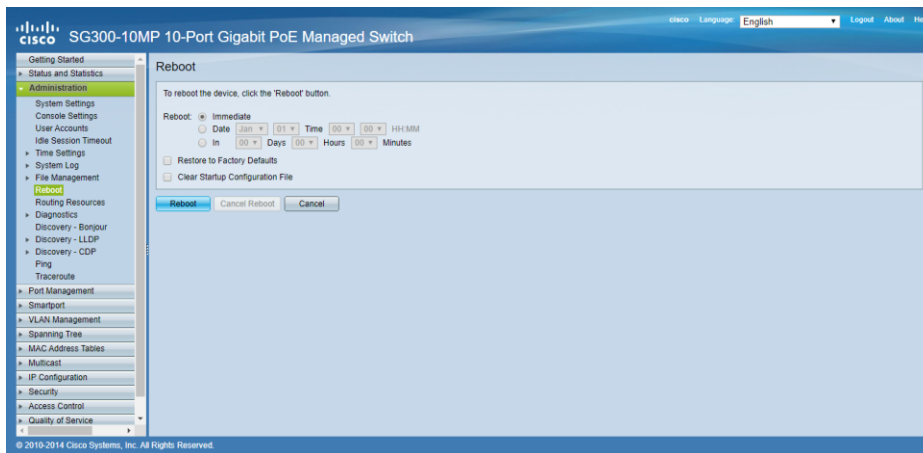 cisco Language: English Logout About He
CISCO SG300-10MP 10-Port Gigabit PoE Managed Switch
Getting Started
Status and Statistics
Administration
System Settings
Console Settings
User Accounts
Idle Session Timeout
Time Settings
System Log
File Management
Reboot
Routing Resources
Diagnostics
Discovery - Bonjour
Discovery - LLDP
Discovery - CDP
Ping
Traceroute
Port Management
Smartport
VLAN Management
Spanning Tree
MAC Address Tables
Multicast
IP Configuration
Security
Access Control
Quality of Service
Reboot
To reboot the device, click the 'Reboot' button.
Reboot: Immediate
Date Jan 01 Time 00 00 HH:MM
In 00 Days 00 Hours 00 Minutes
Restore to Factory Defaults
Clear Startup Configuration File
Reboot Cancel Reboot Cancel
© 2010-2014 Cisco Systems, Inc. All Rights Reserved.